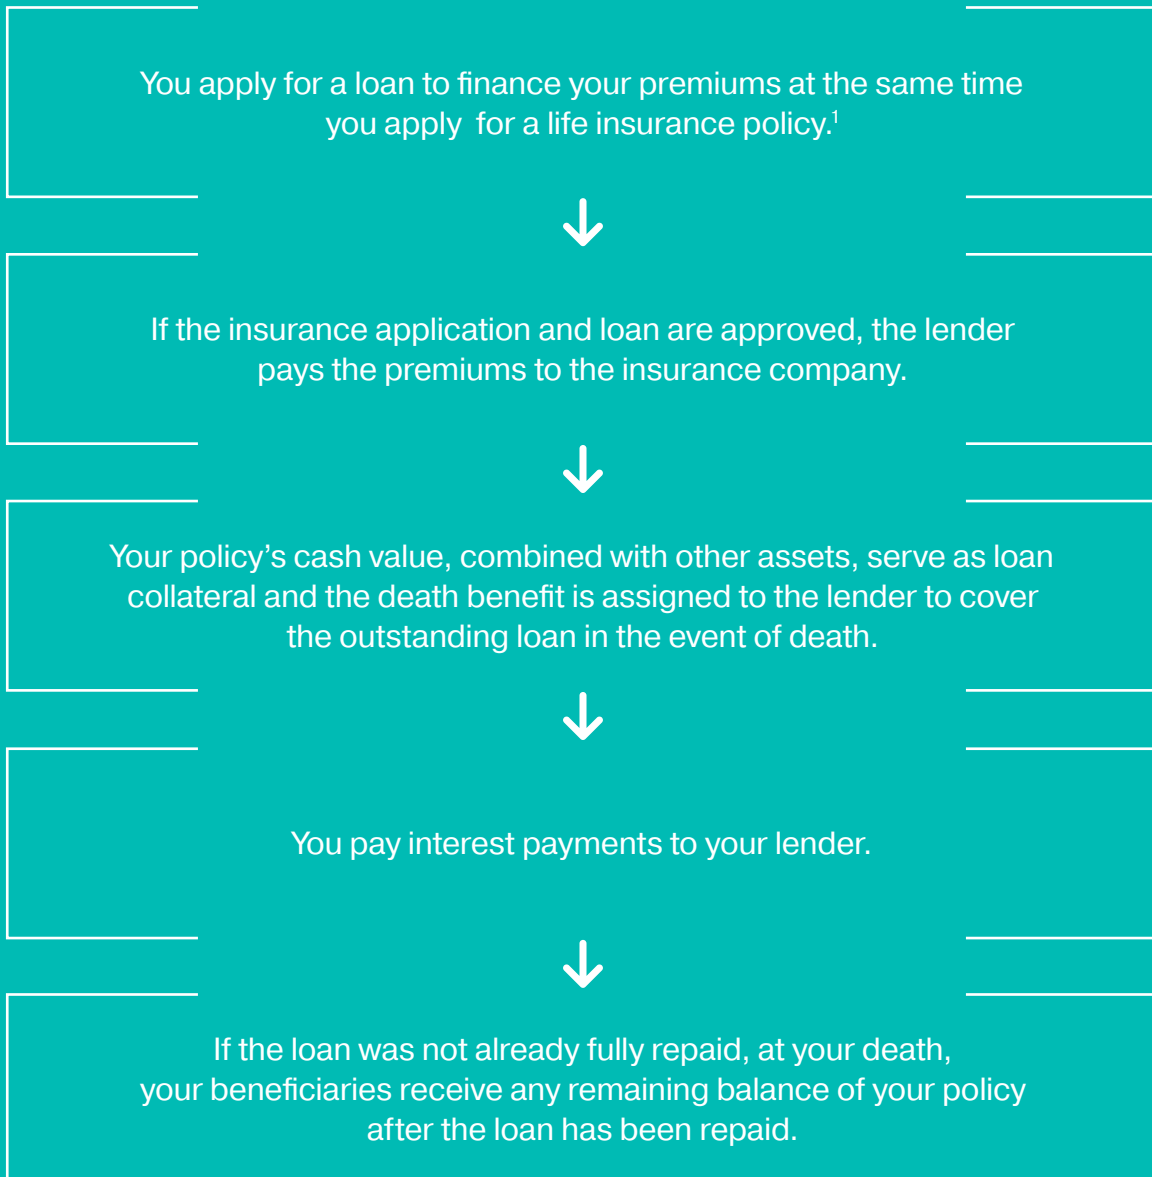 You apply for a loan to finance your premiums at the same time
you apply  for a life insurance policy.¹
If the insurance application and loan are approved, the lender
pays the premiums to the insurance company.
Your policy’s cash value, combined with other assets, serve as loan
collateral and the death benefit is assigned to the lender to cover
the outstanding loan in the event of death.
You pay interest payments to your lender.
If the loan was not already fully repaid, at your death,
your beneficiaries receive any remaining balance of your policy
after the loan has been repaid.